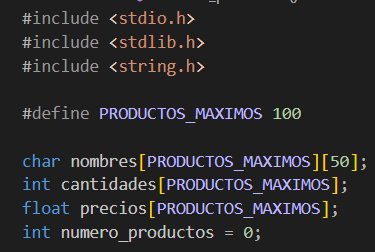 #include <stdio.h>
#include <stdlib.h>
#include <string.h>
#define PRODUCTOS_MAXIMOS 100
char nombres[PRODUCTOS_MAXIMOS][50];
int cantidades[PRODUCTOS_MAXIMOS];
float precios[PRODUCTOS_MAXIMOS];
int numero_productos = 0;